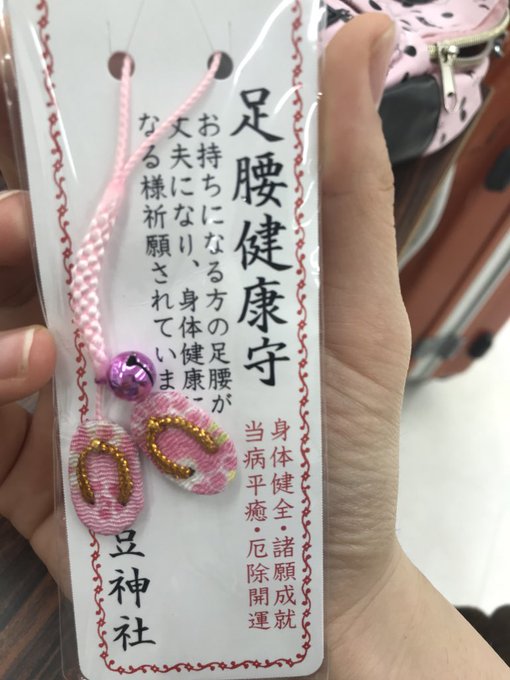 足腰健康守
お持ちになる方の足腰が
丈夫になり、身体健康に
なる様祈願されていま
身体健全・諸願成就
当病平癒・厄除開運
豆神社